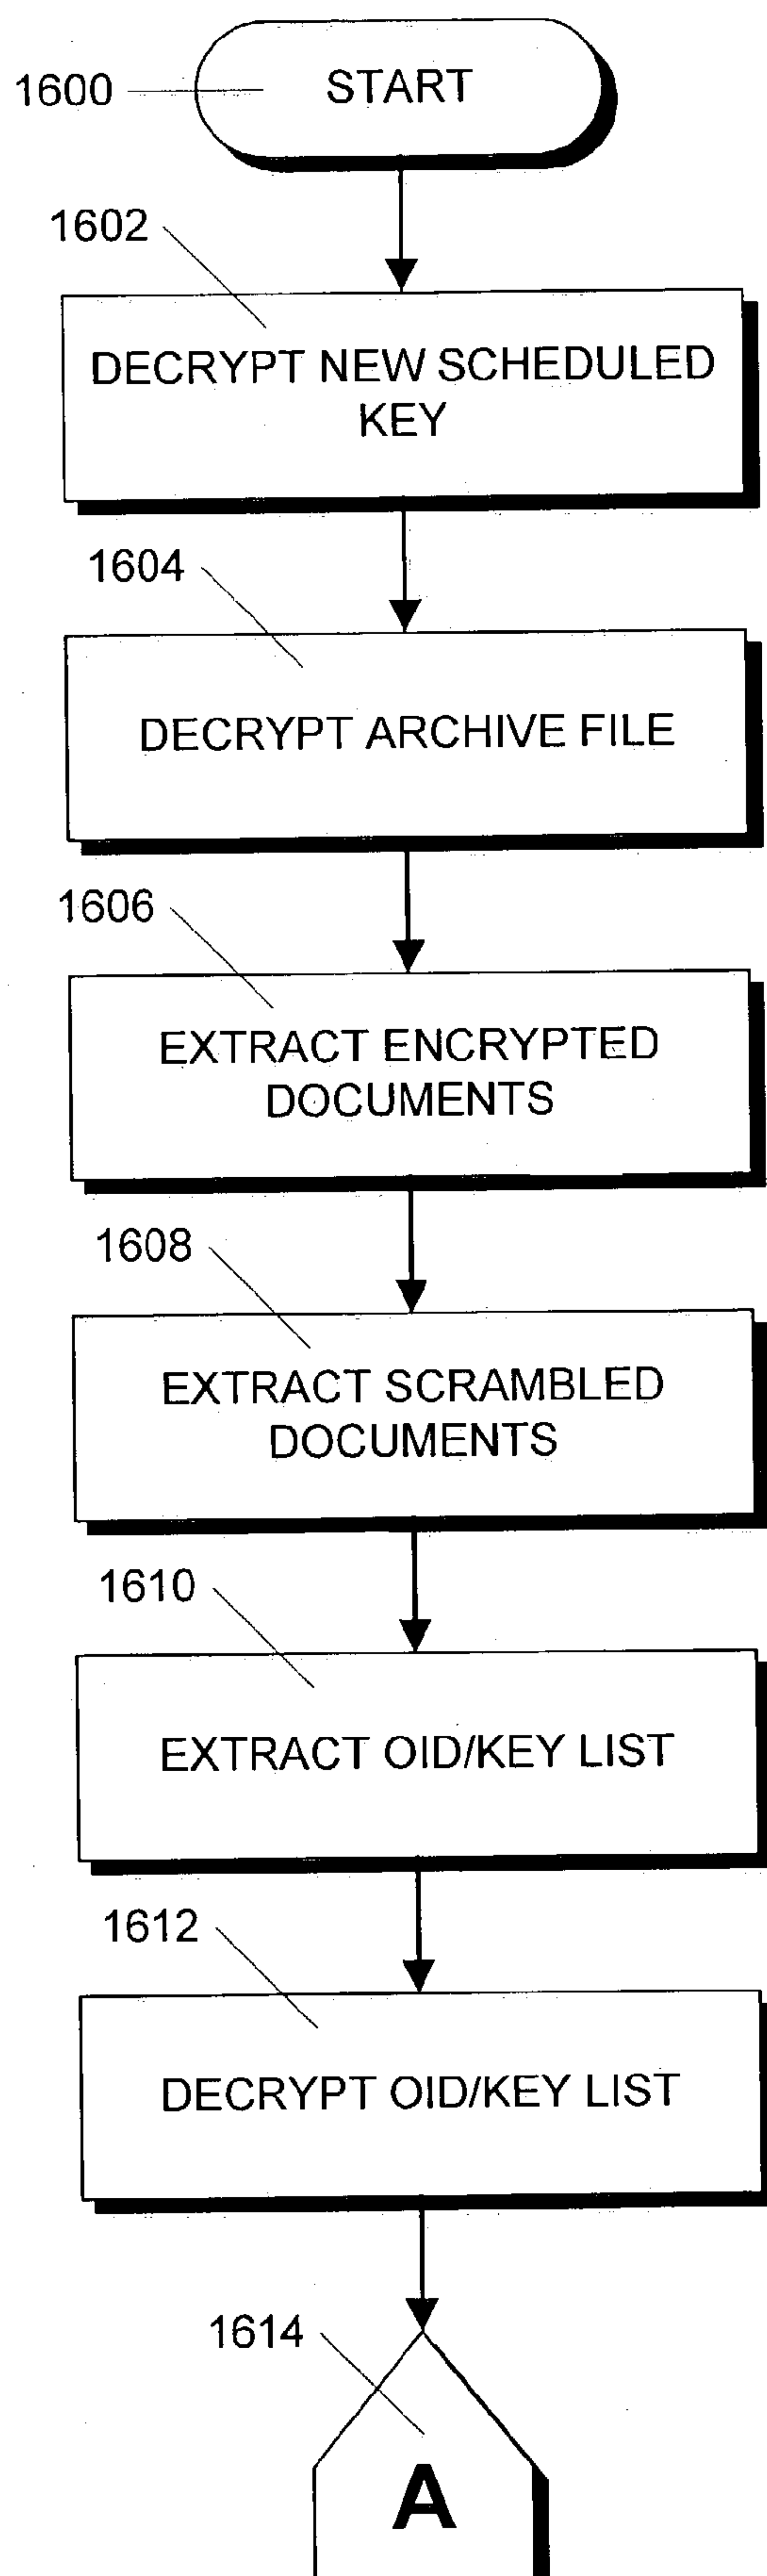 1600
START
1602
DECRYPT NEW SCHEDULED
KEY
1604
DECRYPT ARCHIVE FILE
1606
EXTRACT ENCRYPTED
DOCUMENTS
1608
EXTRACT SCRAMBLED
DOCUMENTS
1610
EXTRACT OID/KEY LIST
1612
DECRYPT OID/KEY LIST
1614
A